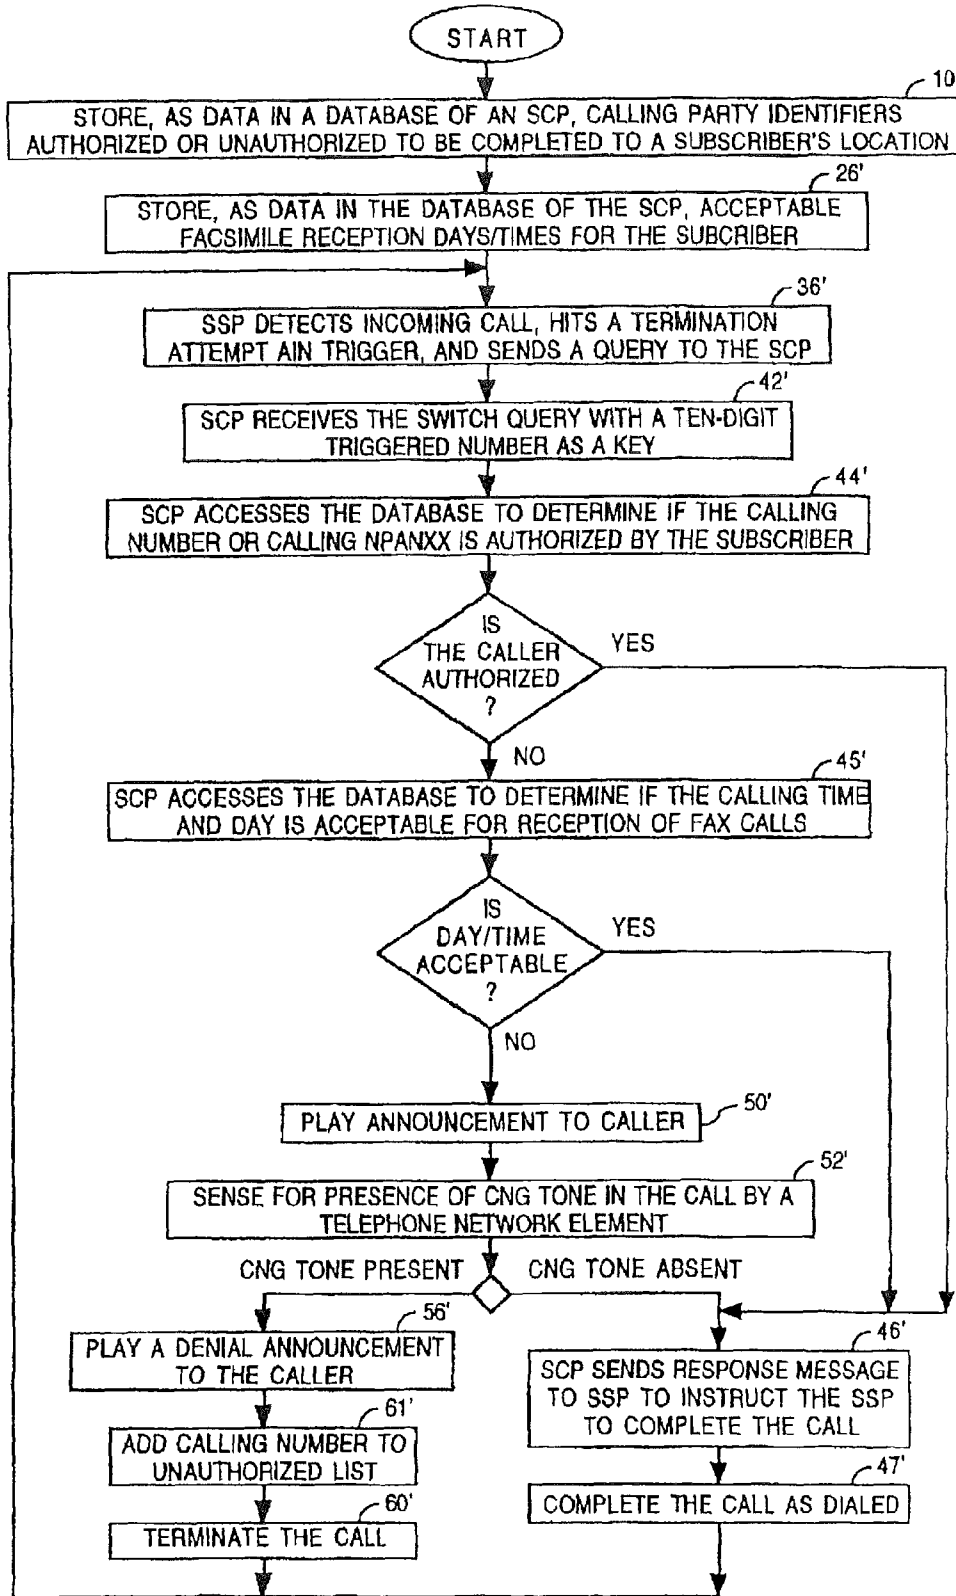 START
10
STORE, AS DATA IN A DATABASE OF AN SCP, CALLING PARTY IDENTIFIERS
AUTHORIZED OR UNAUTHORIZED TO BE COMPLETED TO A SUBSCRIBER'S LOCATION
26'
STORE, AS DATA IN THE DATABASE OF THE SCP, ACCEPTABLE
FACSIMILE RECEPTION DAYS/TIMES FOR THE SUBCRIBER
36'
SSP DETECTS INCOMING CALL, HITS A TERMINATION
ATTEMPT AIN TRIGGER, AND SENDS A QUERY TO THE SCP
42'
SCP RECEIVES THE SWITCH QUERY WITH A TEN-DIGIT
TRIGGERED NUMBER AS A KEY
44'
SCP ACCESSES THE DATABASE TO DETERMINE IF THE CALLING
NUMBER OR CALLING NPANXX IS AUTHORIZED BY THE SUBSCRIBER
IS
THE CALLER
AUTHORIZED
?
YES
NO
45'
SCP ACCESSES THE DATABASE TO DETERMINE IF THE CALLING TIME
AND DAY IS ACCEPTABLE FOR RECEPTION OF FAX CALLS
IS
DAY/TIME
ACCEPTABLE
?
YES
NO
PLAY ANNOUNCEMENT TO CALLER
50'
52'
SENSE FOR PRESENCE OF CNG TONE IN THE CALL BY A
TELEPHONE NETWORK ELEMENT
CNG TONE PRESENT
CNG TONE ABSENT
56'
PLAY A DENIAL ANNOUNCEMENT
TO THE CALLER
61'
ADD CALLING NUMBER TO
UNAUTHORIZED LIST
60'
TERMINATE THE CALL
46'
SCP SENDS RESPONSE MESSAGE
TO SSP TO INSTRUCT THE SSP
TO COMPLETE THE CALL
47'
COMPLETE THE CALL AS DIALED